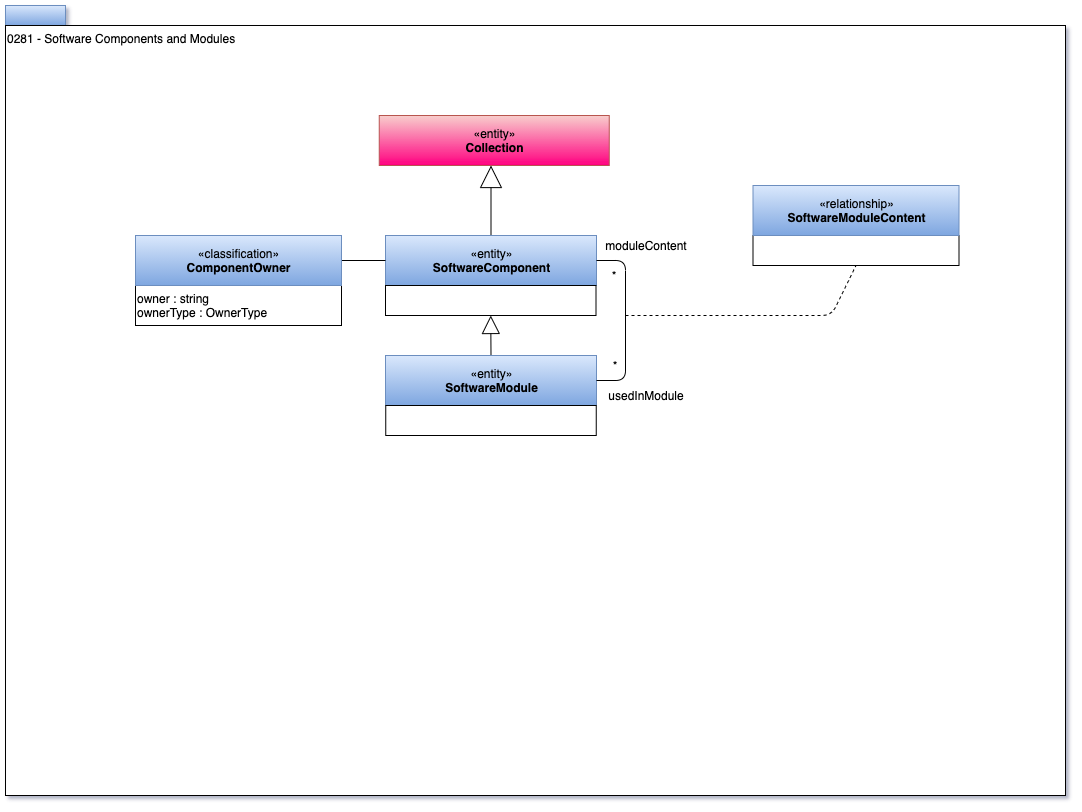 0281 - Software Components and Modules
«entity»
Collection
«relationship»
SoftwareModuleContent
«classification»
ComponentOwner
owner : string
ownerType : OwnerType
«entity»
SoftwareComponent
moduleContent
*
«entity»
SoftwareModule
*
usedInModule